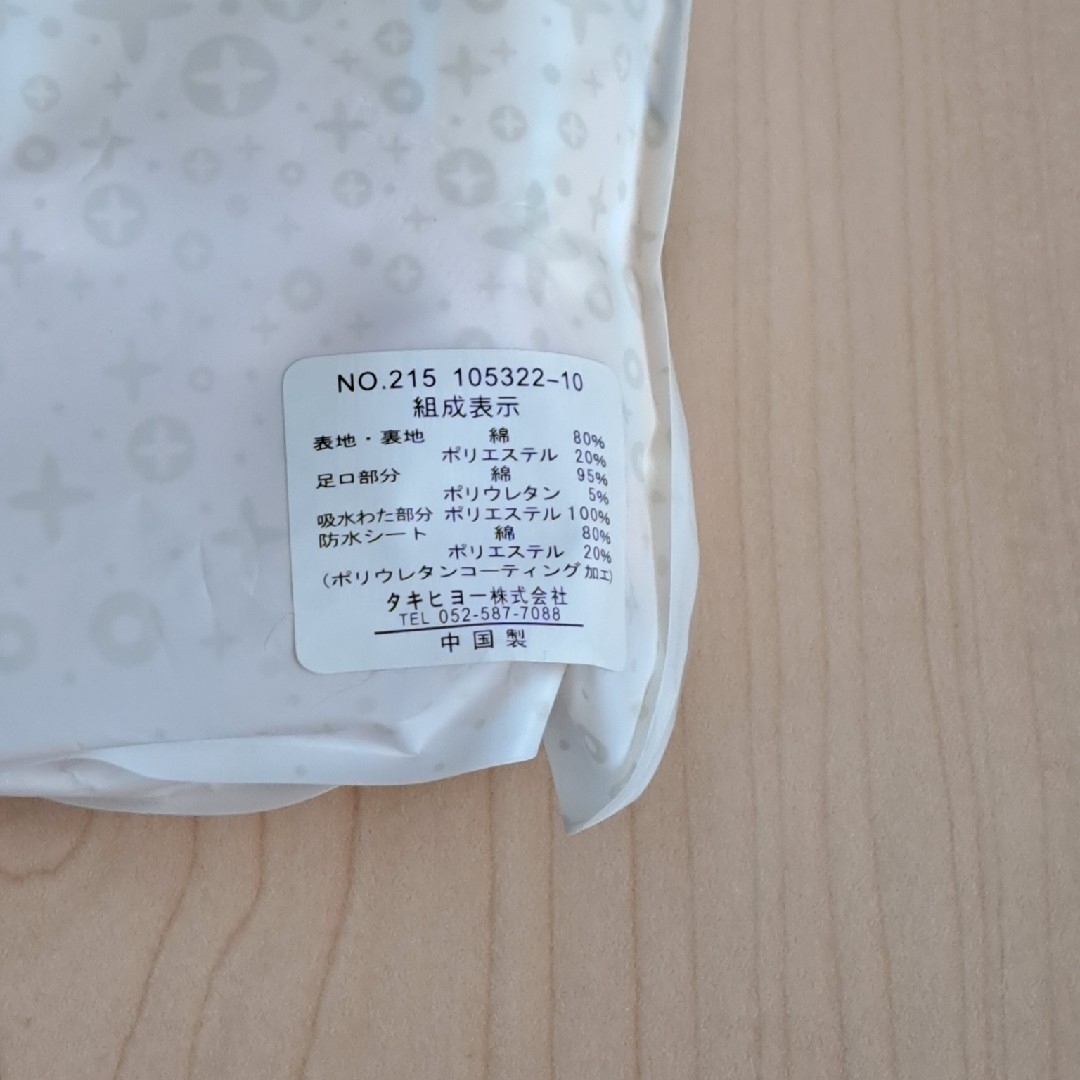 NO.215 105322-10
組成表示
表地・裏地 綿 80%
ポリエステル 20%
足口部分 綿 95%
ポリウレタン 5%
吸水わた部分 ポリエステル 100%
防水シート 綿 80%
ポリエステル 20%
(ポリウレタンコーティング加工)
タキヒヨー株式会社
TEL 052-587-7088
中国製